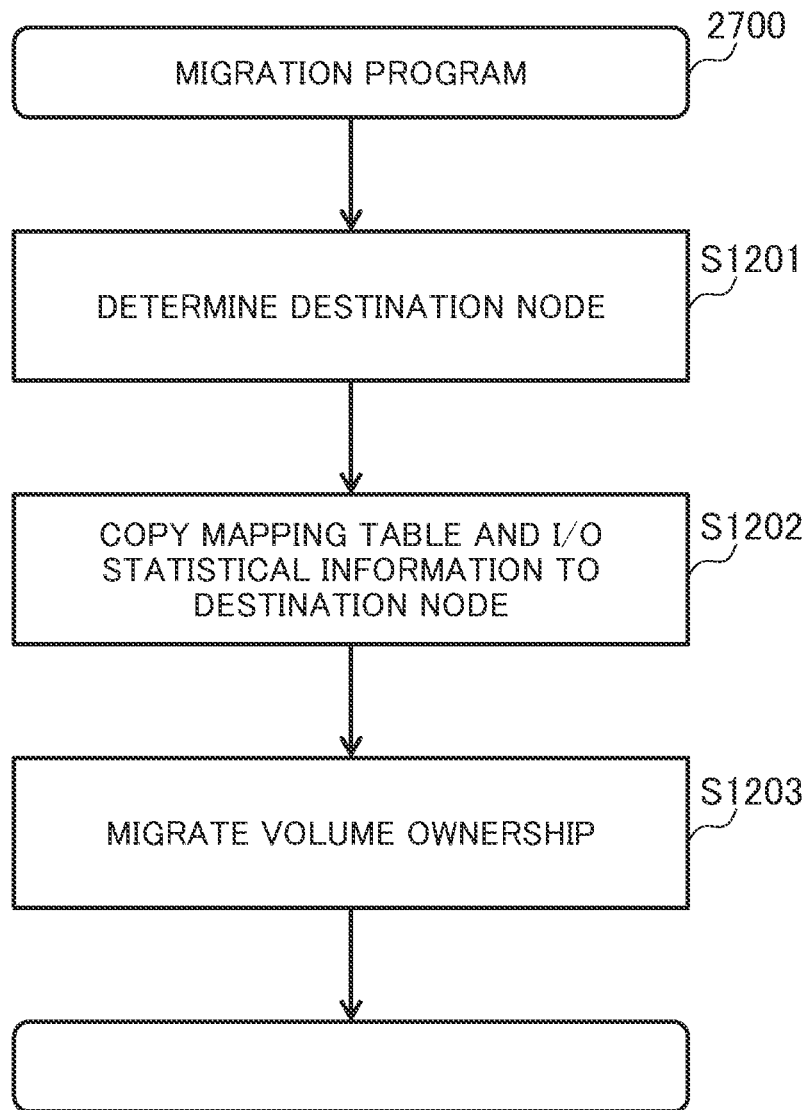 2700
MIGRATION PROGRAM
S1201
DETERMINE DESTINATION NODE
S1202
COPY MAPPING TABLE AND I/O
STATISTICAL INFORMATION TO
DESTINATION NODE
S1203
MIGRATE VOLUME OWNERSHIP